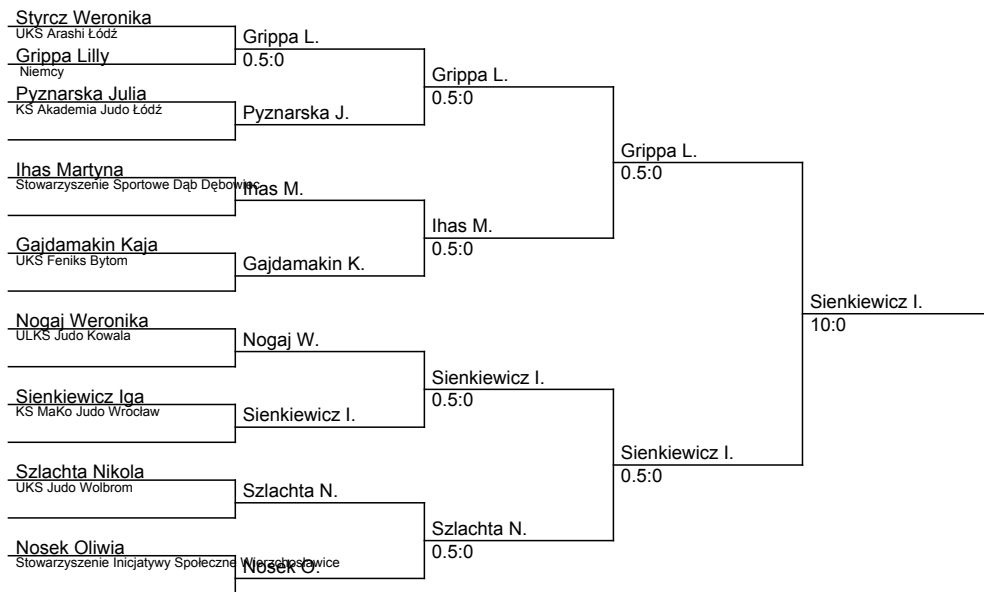 Styrcz Weronika
UKS Arashi Łódź
Grippa Lilly
Niemcy
Pyznarska Julia
KS Akademia Judo Łódź
Ihas Martyna
Stowarzyszenie Sportowe Dąb Dębowiec
Gajdamakin Kaja
UKS Feniks Bytom
Nogaj Weronika
ULKS Judo Kowala
Sienkiewicz Iga
KS MaKo Judo Wrocław
Szlachta Nikola
UKS Judo Wolbrom
Nosek Oliwia
Stowarzyszenie Inicjatywy Społeczne Wierzchosławice
Grippa L.
0.5:0
Pyznarska J.
Ihas M.
Gajdamakin K.
Nogaj W.
Sienkiewicz I.
Szlachta N.
Nosek O.
Grippa L.
0.5:0
Ihas M.
0.5:0
Sienkiewicz I.
0.5:0
Szlachta N.
0.5:0
Grippa L.
0.5:0
Sienkiewicz I.
0.5:0
Sienkiewicz I.
10:0